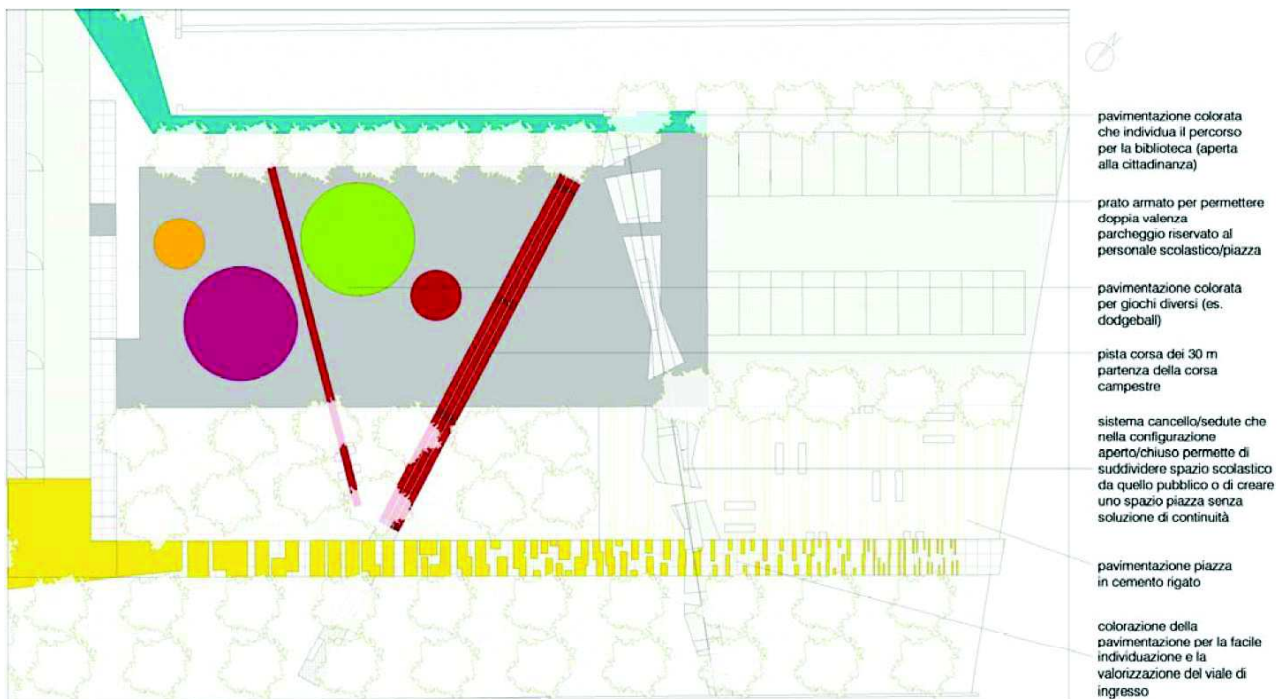 pavimentazione colorata
che individua il percorso
per la biblioteca (aperta
alla cittadinanza)
prato armato per permettere
doppia valenza
parcheggio riservato al
personale scolastico/piazza
pavimentazione colorata
per giochi diversi (es.
dodgeball)
pista corsa dei 30 m
partenza della corsa
campestre
sistema cancello/sedute che
nella configurazione
aperto/chiuso permette di
suddividere spazio scolastico
da quello pubblico o di creare
uno spazio piazza senza
soluzione di continuità
pavimentazione piazza
in cemento rigato
colorazione della
pavimentazione per la facile
individuazione e la
valorizzazione del viale di
ingresso